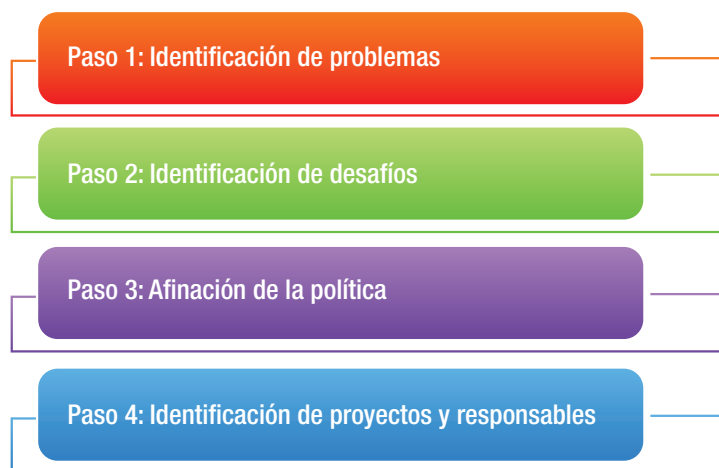 Paso 1: Identificación de problemas
Paso 2: Identificación de desafíos
Paso 3: Afinación de la política
Paso 4: Identificación de proyectos y responsables